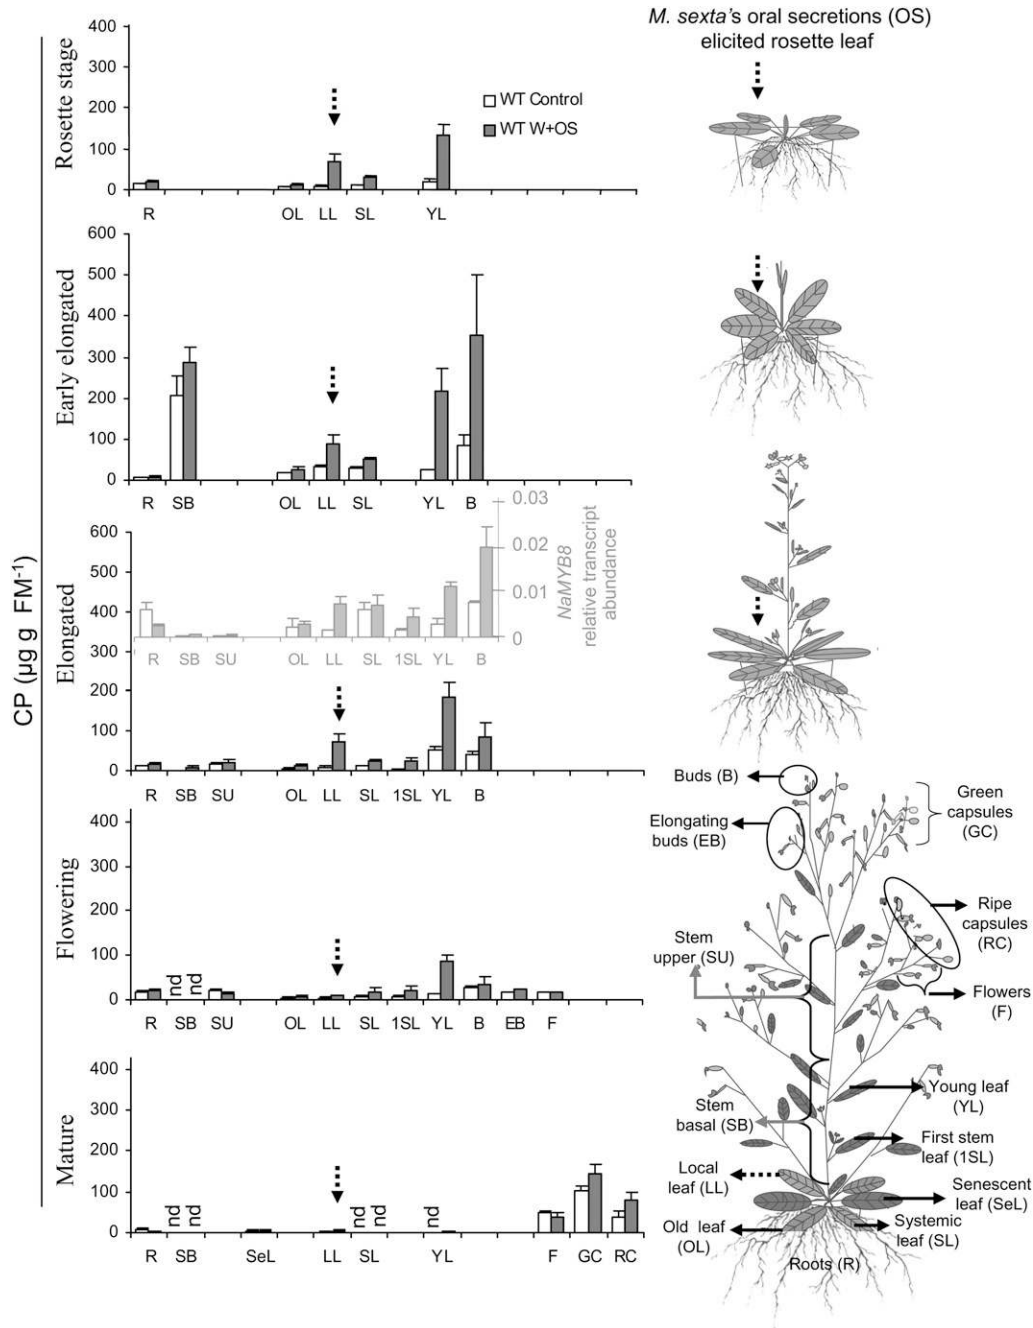 M. sexta's oral secretions (OS)
elicited rosette leaf
CP (µg g FM-1)
Rosette stage
400
300
200
100
0
WT Control
WT W+OS
R OL LL SL YL
Early elongated
600
500
400
300
200
100
0
R SB OL LL SL YL B
Elongated
600
500
400
300
200
100
0
0.03
0.02
0.01
0
NaMYB8
relative transcript
abundance
R SB SU OL LL SL 1SL YL B
R SB SU OL LL SL 1SL YL B
Flowering
400
300
200
100
0
nd nd
R SB SU OL LL SL 1SL YL B EB F
Mature
400
300
200
100
0
nd nd nd nd nd
R SB SeL LL SL YL F GC RC
Buds (B)
Elongating
buds (EB)
Green
capsules
(GC)
Ripe
capsules
(RC)
Stem
upper (SU)
Flowers
(F)
Young leaf
(YL)
Stem
basal (SB)
First stem
leaf (1SL)
Local
leaf (LL)
Senescent
leaf (SeL)
Old leaf
(OL)
Systemic
leaf (SL)
Roots (R)